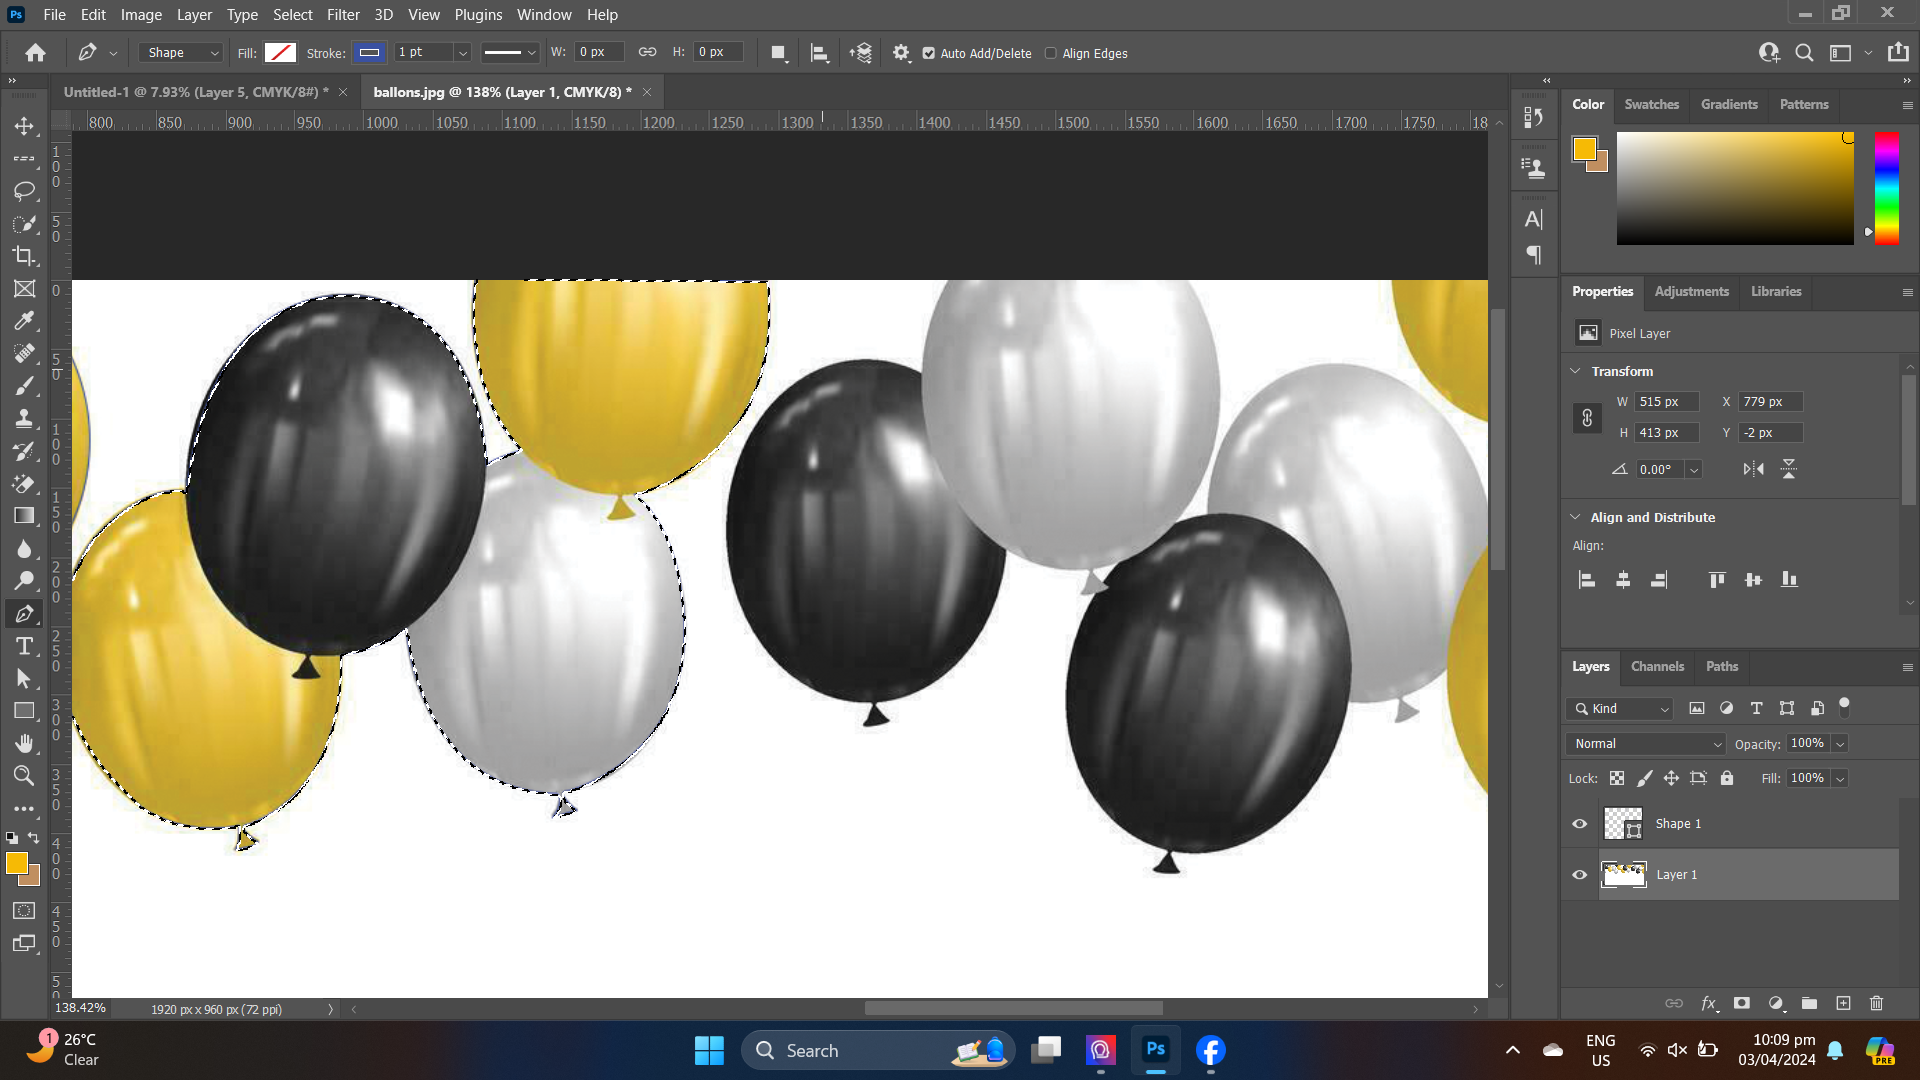 Ps File Edit Image Layer Type Select Filter 3D View Plugins Window Help
Shape Fill: Stroke: 1 pt W: 0 px H: 0 px Auto Add/Delete Align Edges
Untitled-1 @ 7.93% (Layer 5, CMYK/8#) * × ballons.jpg @ 138% (Layer 1, CMYK/8) * ×
800 850 900 950 1000 1050 1100 1150 1200 1250 1300 1350 1400 1450 1500 1550 1600 1650 1700 1750 18
100
50
0
50
100
150
200
250
300
350
400
450
50
138.42% 1920 px x 960 px (72 ppi)
Color Swatches Gradients Patterns
Properties Adjustments Libraries
Pixel Layer
Transform
W 515 px X 779 px
H 413 px Y -2 px
0.00°
Align and Distribute
Align:
Layers Channels Paths
Kind
Normal Opacity: 100%
Lock: Fill: 100%
Shape 1
Layer 1
fx
1
26°C
Clear
Search
Ps
ENG
US
10:09 pm
03/04/2024
PRE